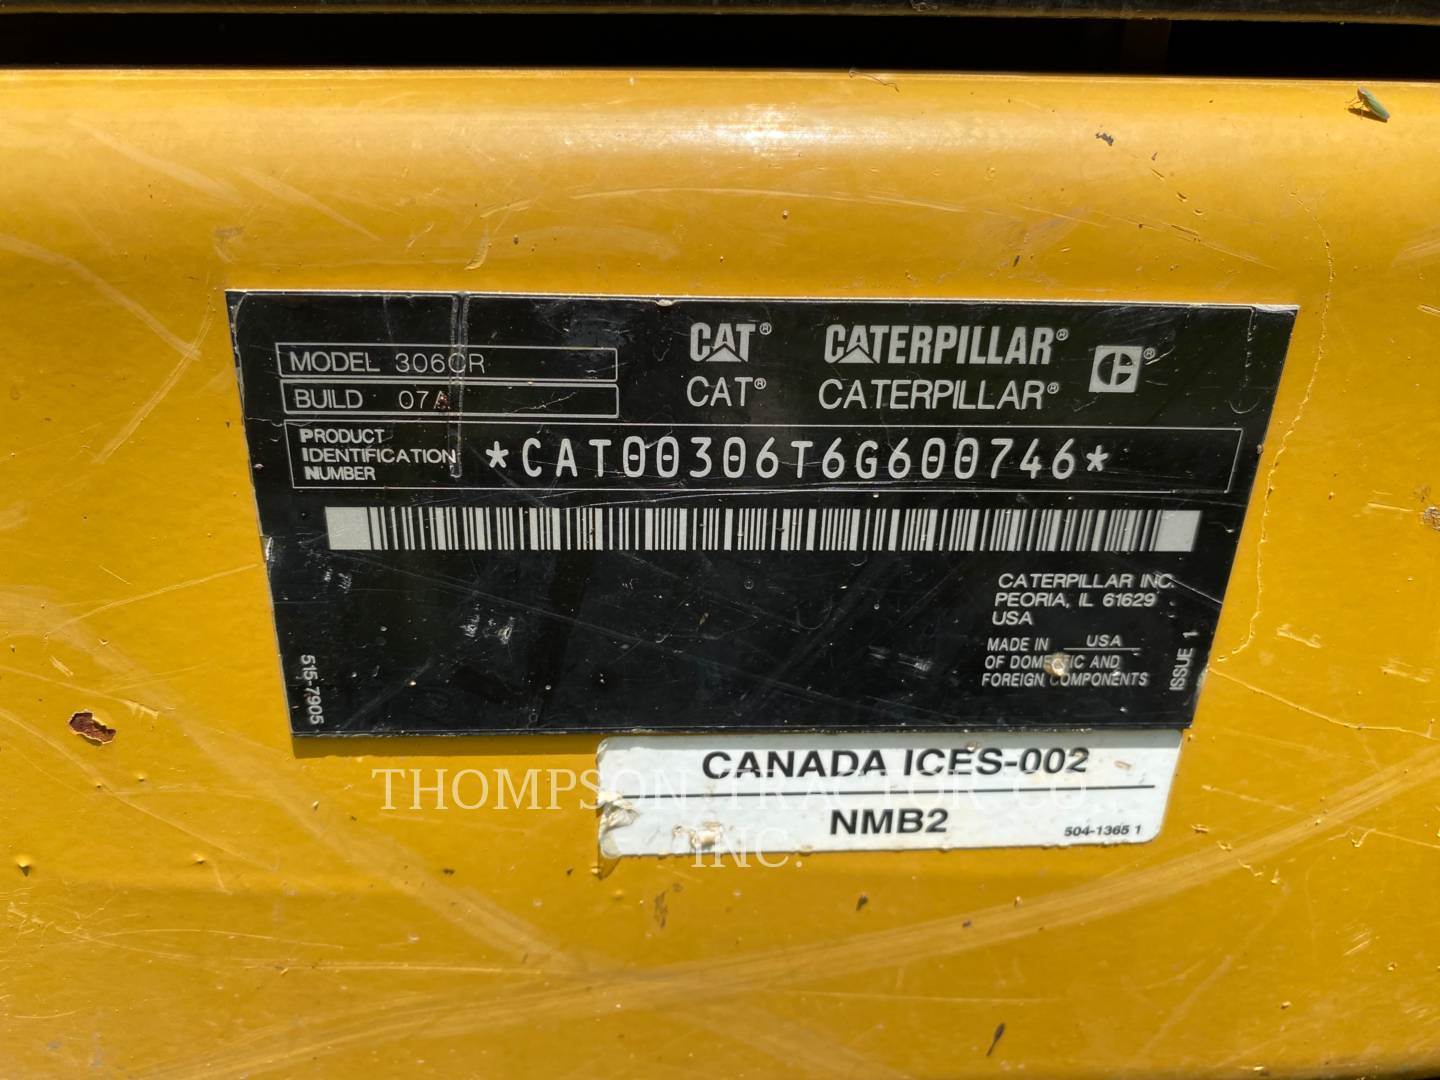 CAT® CATERPILLAR®
CAT® CATERPILLAR®
MODEL 306CR
BUILD 07A
PRODUCT
IDENTIFICATION
NUMBER
*CAT00306T6G600746*
CATERPILLAR INC.
PEORIA, IL 61629
USA
MADE IN USA
OF DOMESTIC AND
FOREIGN COMPONENTS
ISSUE 1
515-7905
CANADA ICES-002
NMB2
504-1365 1
THOMPSON TRACTOR CO.,
INC.